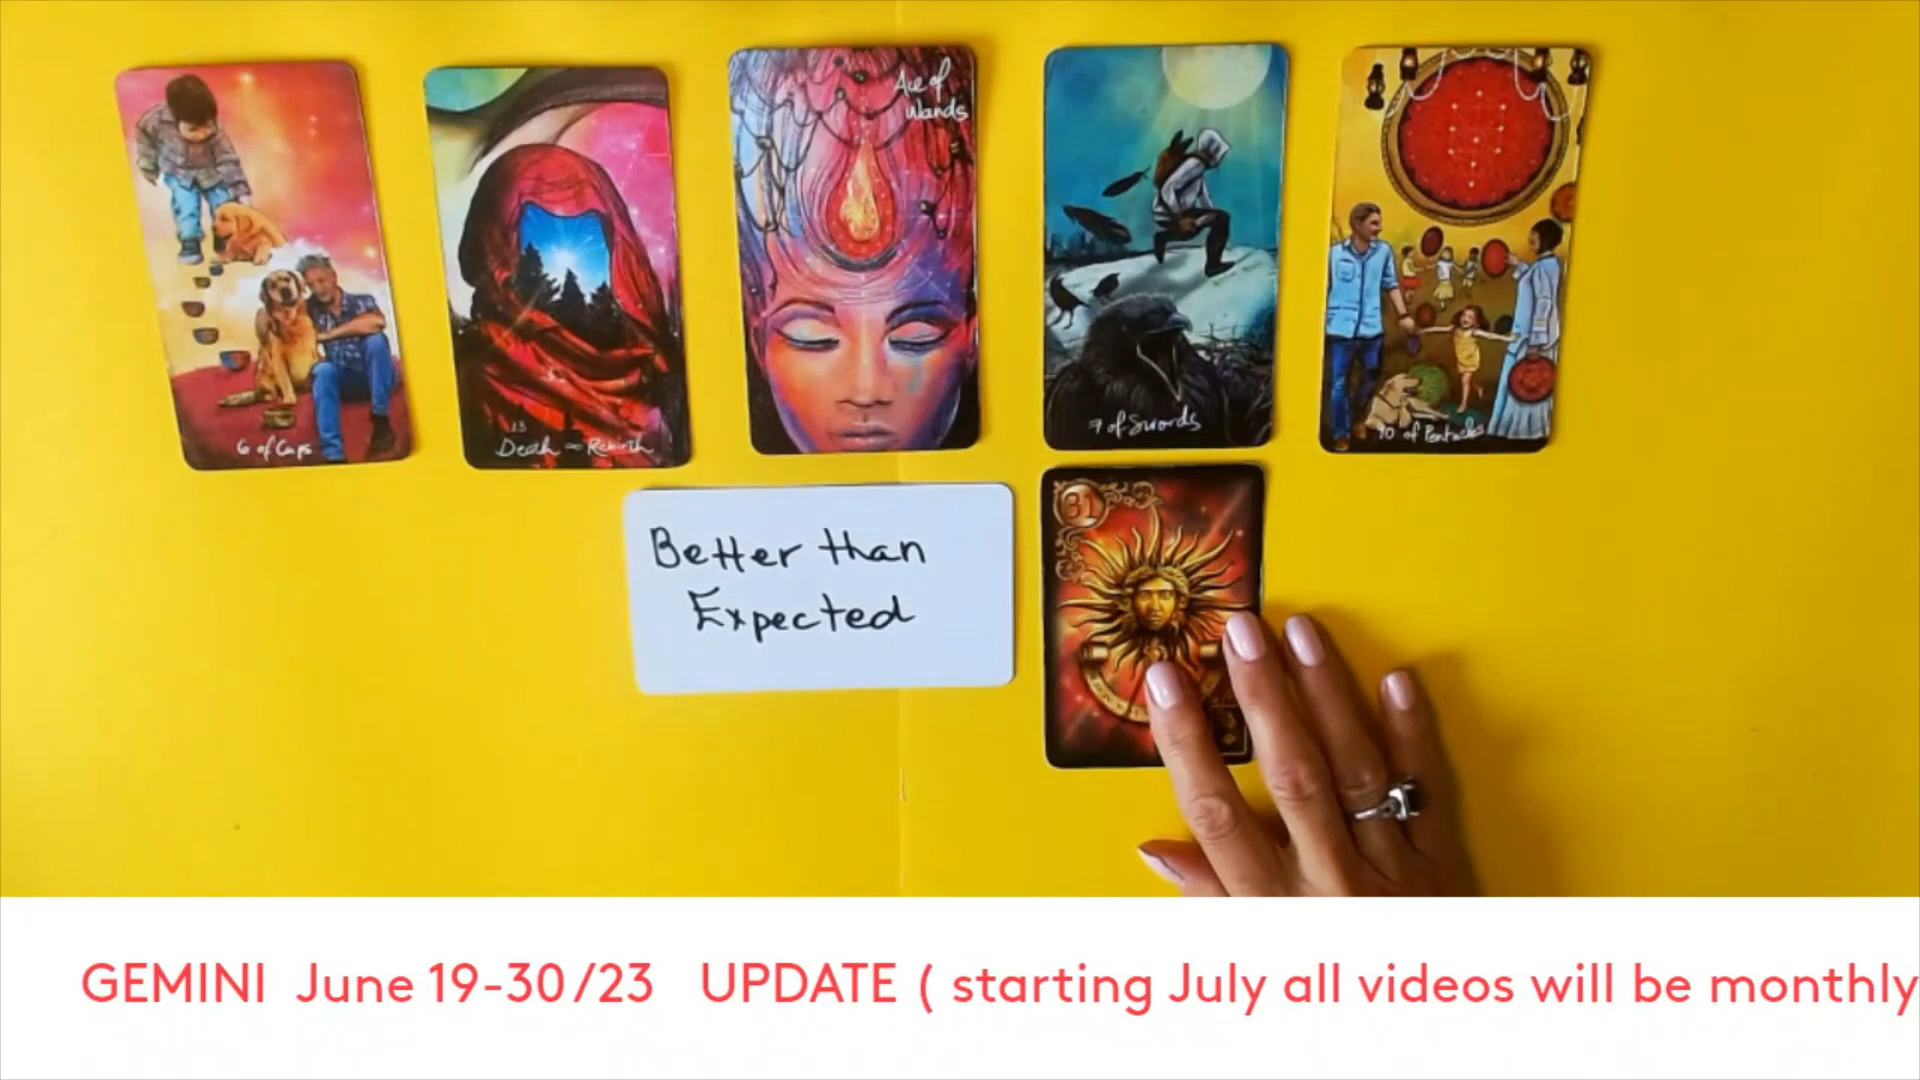 Ace of
Wands
6 of Cups
13
Death ∞ Rebirth
7 of Swords
10 of Pentacles
Better than
Expected
31
GEMINI June 19-30/23 UPDATE ( starting July all videos will be monthly